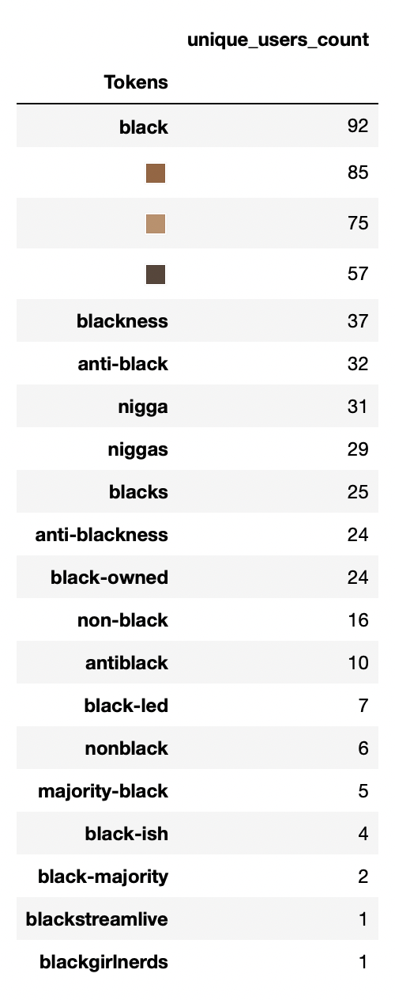 unique_users_count
Tokens
black 92
🏾 85
🏽 75
🏿 57
blackness 37
anti-black 32
nigga 31
niggas 29
blacks 25
anti-blackness 24
black-owned 24
non-black 16
antiblack 10
black-led 7
nonblack 6
majority-black 5
black-ish 4
black-majority 2
blackstreamlive 1
blackgirlnerds 1